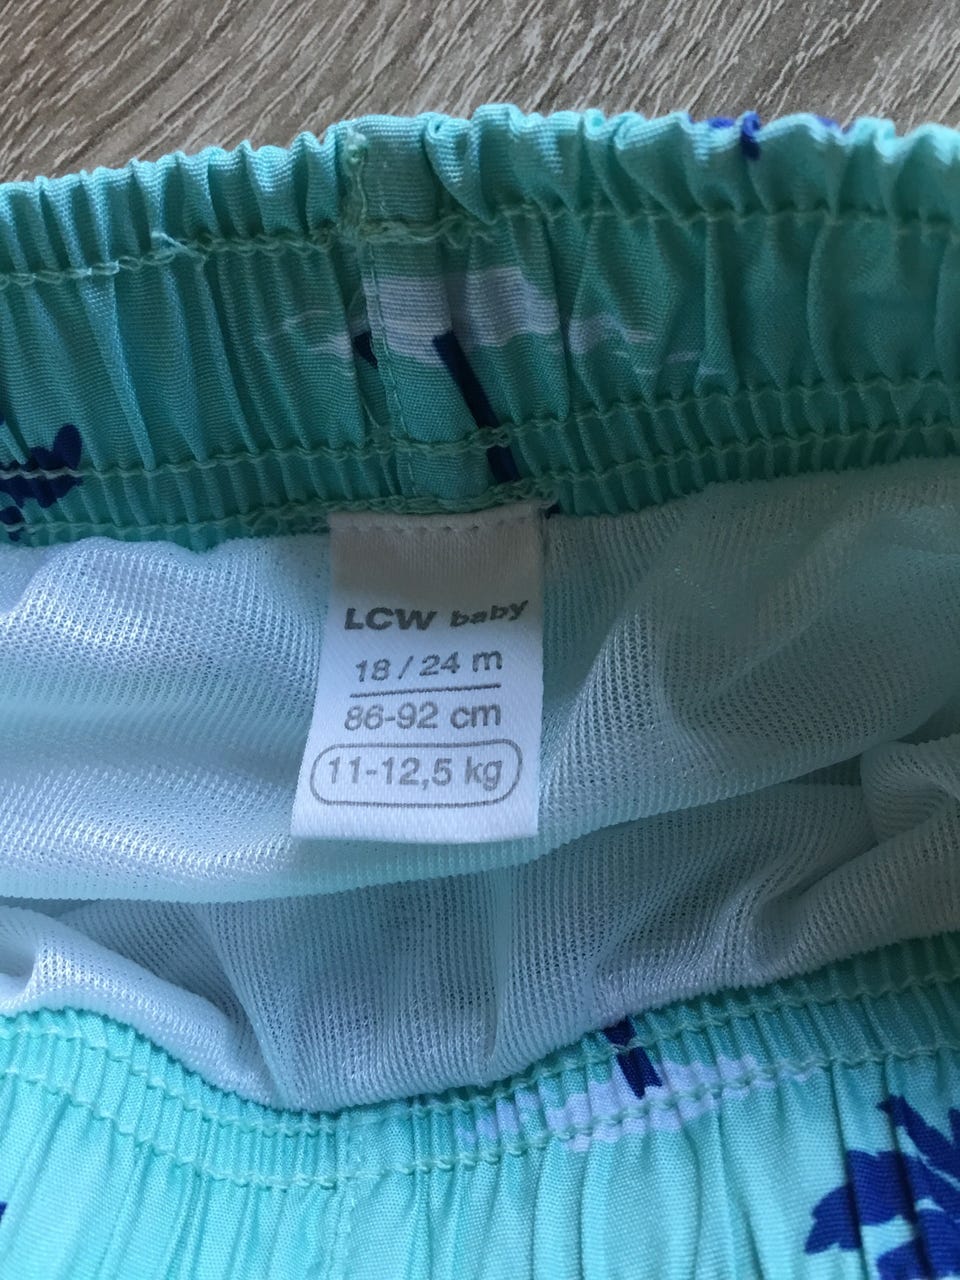 LCW baby
18 / 24 m
86-92 cm
11-12,5 kg